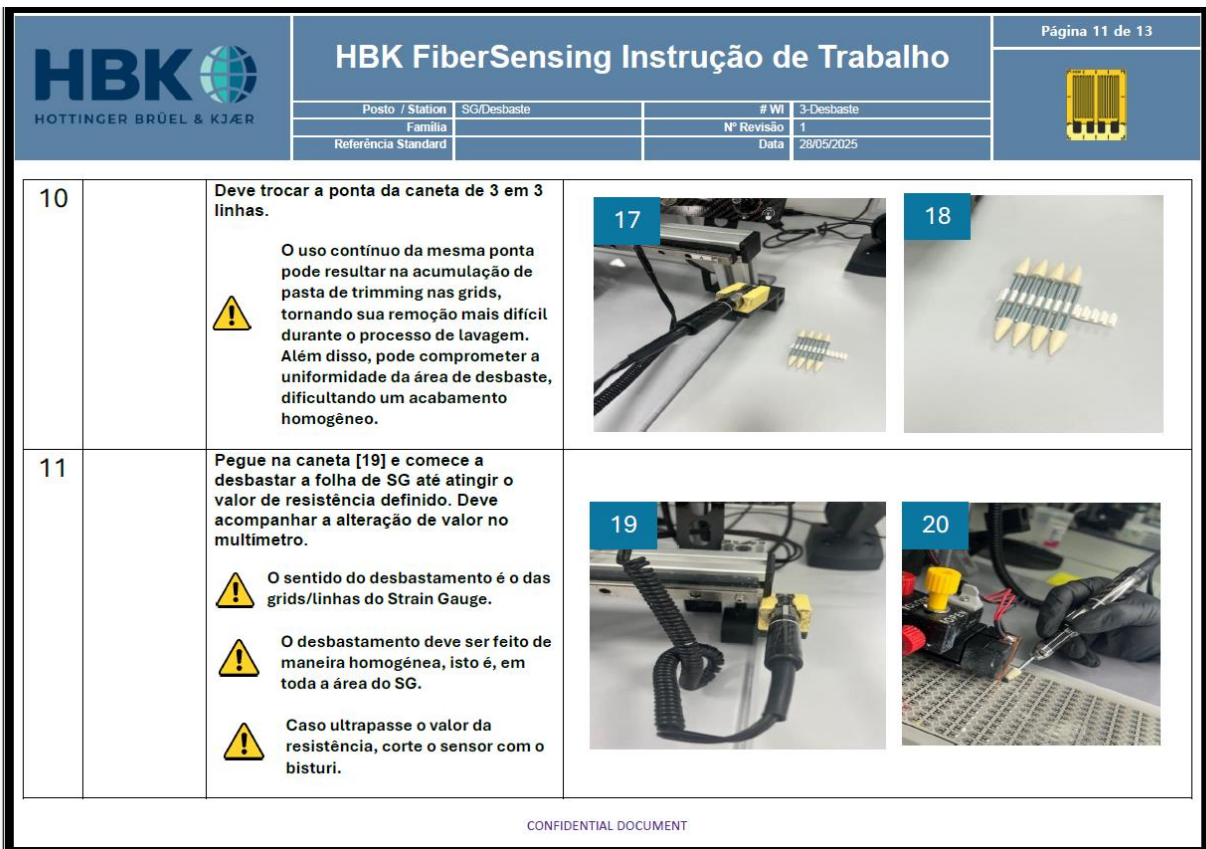 Página 11 de 13
HBK
HOTTINGER BRÜEL & KJÆR
HBK FiberSensing Instrução de Trabalho
Posto / Station SG/Desbaste # WI 3-Desbaste
Família Nº Revisão 1
Referência Standard Data 28/05/2025
10
Deve trocar a ponta da caneta de 3 em 3
linhas.
O uso contínuo da mesma ponta
pode resultar na acumulação de
pasta de trimming nas grids,
tornando sua remoção mais difícil
durante o processo de lavagem.
Além disso, pode comprometer a
uniformidade da área de desbaste,
dificultando um acabamento
homogêneo.
17
18
11
Pegue na caneta [19] e comece a
desbastar a folha de SG até atingir o
valor de resistência definido. Deve
acompanhar a alteração de valor no
multímetro.
O sentido do desbastamento é o das
grids/linhas do Strain Gauge.
O desbastamento deve ser feito de
maneira homogénea, isto é, em
toda a área do SG.
Caso ultrapasse o valor da
resistência, corte o sensor com o
bisturi.
19
20
OPEN
CONFIDENTIAL DOCUMENT